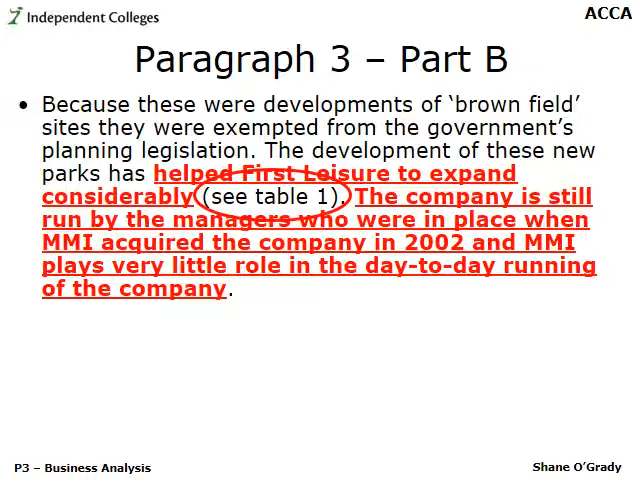 Independent Colleges
ACCA
Paragraph 3 – Part B
• Because these were developments of ‘brown field’
sites they were exempted from the government’s
planning legislation. The development of these new
parks has helped First Leisure to expand
considerably (see table 1). The company is still
run by the managers who were in place when
MMI acquired the company in 2002 and MMI
plays very little role in the day-to-day running
of the company.
P3 – Business Analysis
Shane O’Grady